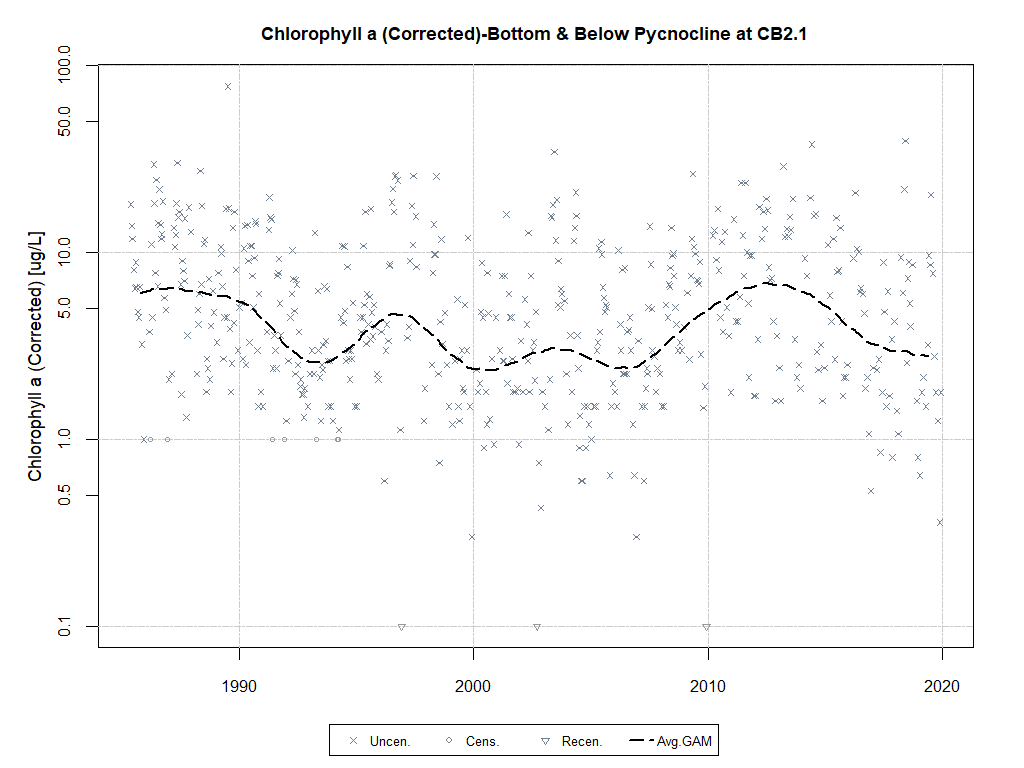 Chlorophyll a (Corrected)-Bottom & Below Pycnocline at CB2.1
Chlorophyll a (Corrected) [ug/L]
100.0
50.0
10.0
5.0
1.0
0.5
0.1
1990 2000 2010 2020
Uncen. Cens. Recen. Avg.GAM